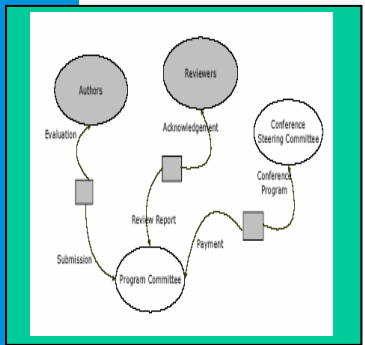 Authors
Reviewers
Evaluation
Acknowledgement
Conference
Steering Committee
Conference
Program
Review Report
Payment
Submission
Program Committee